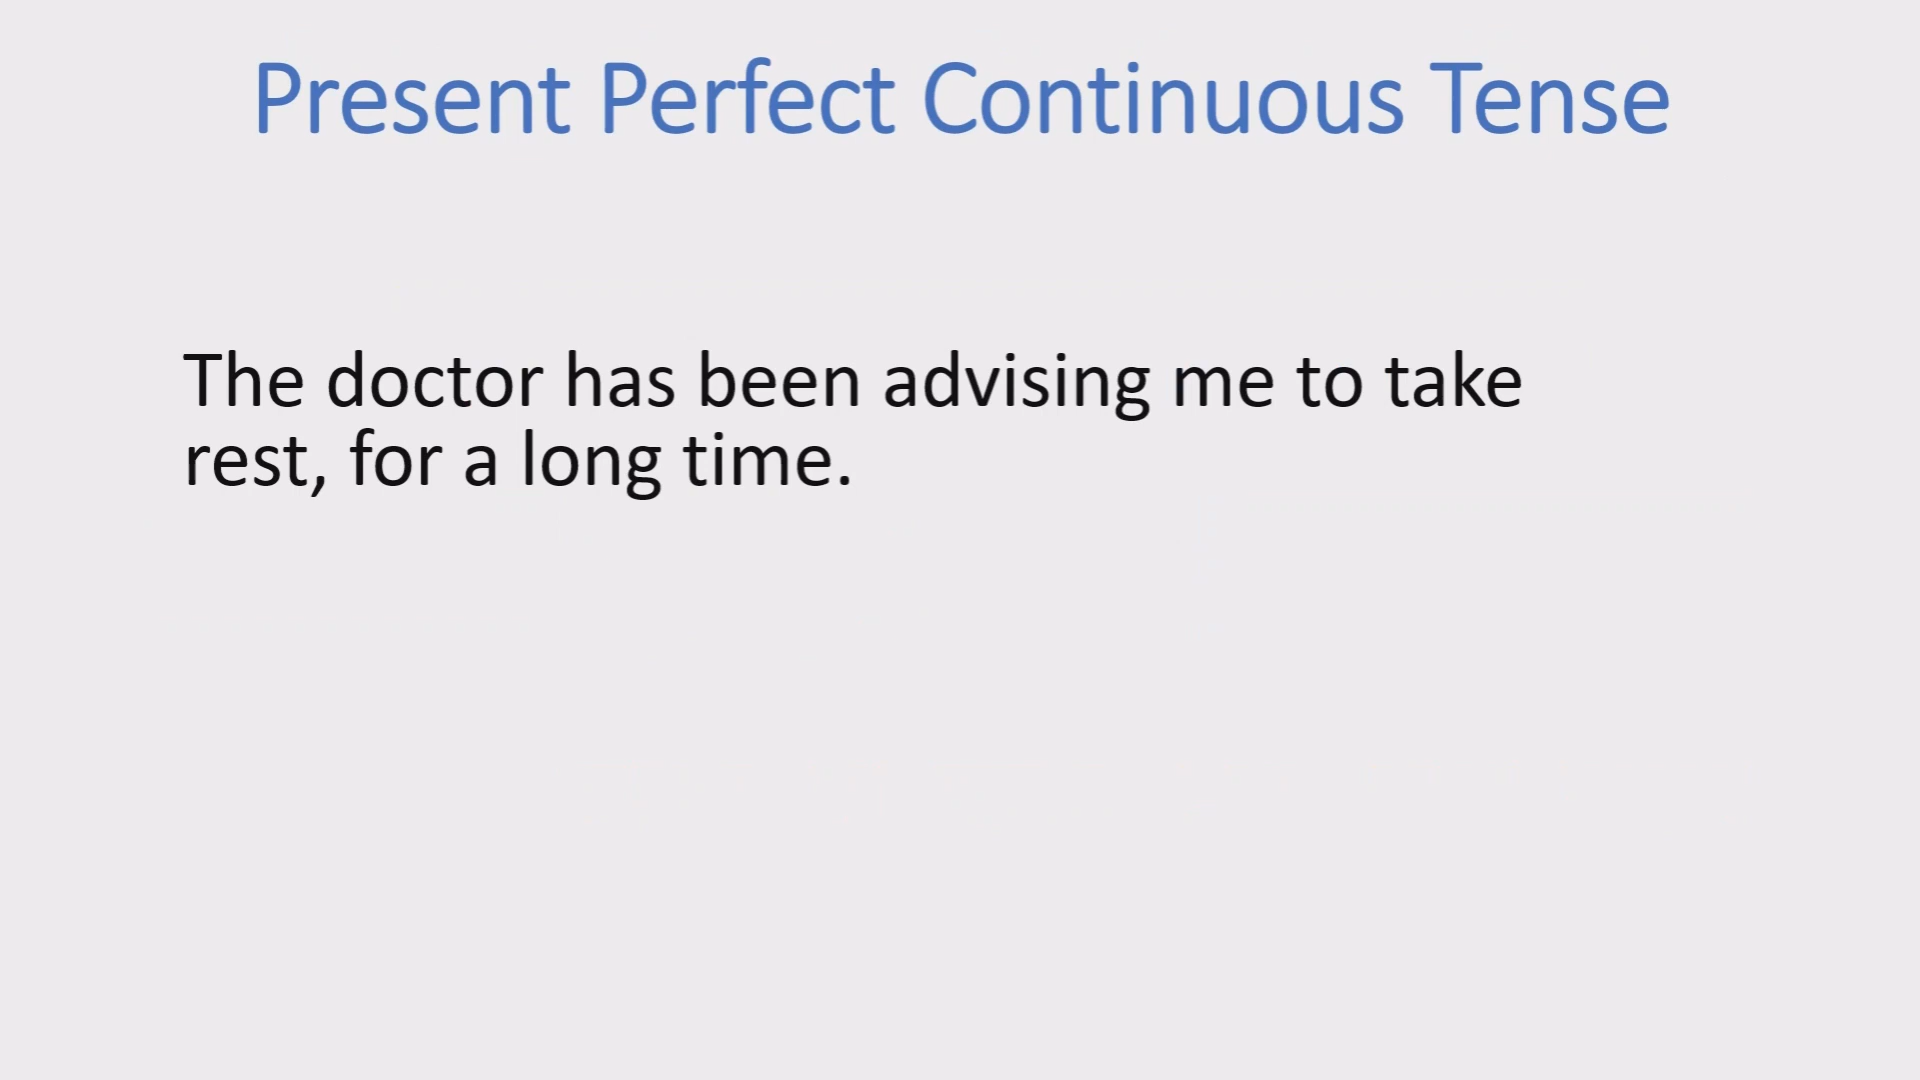 Present Perfect Continuous Tense
The doctor has been advising me to take
rest, for a long time.